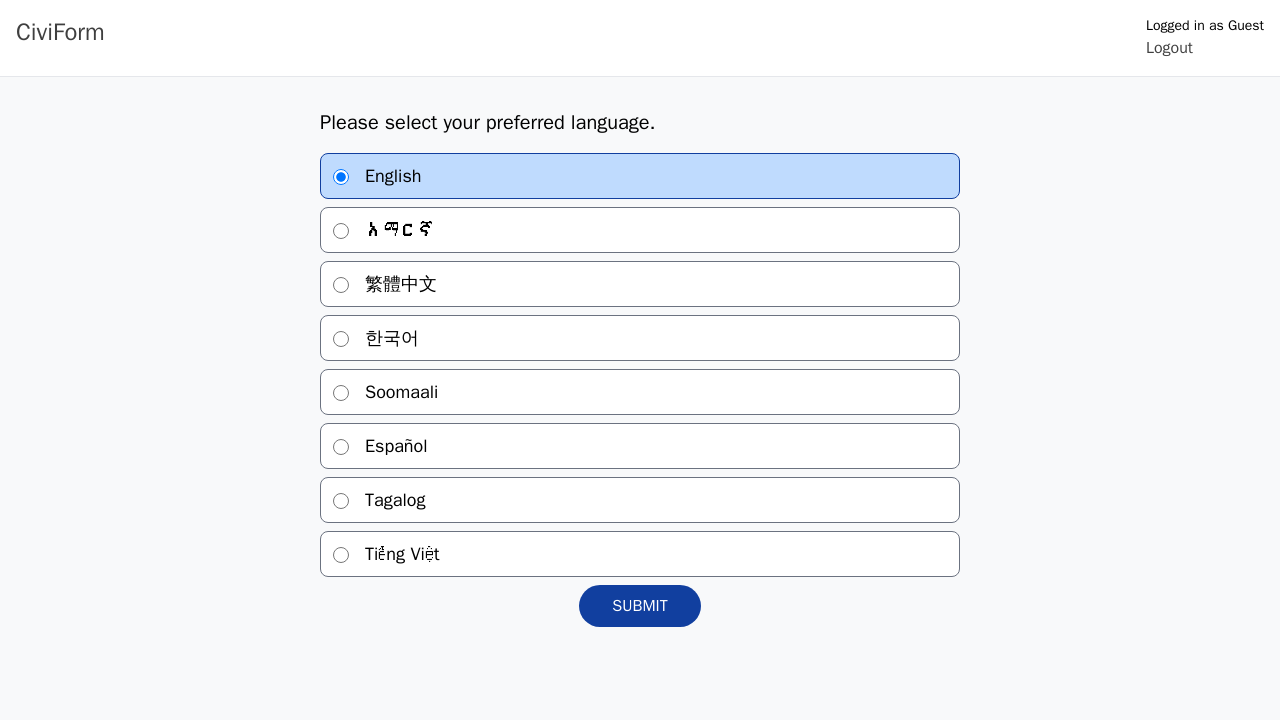 CiviForm
Logged in as Guest
Logout
Please select your preferred language.
English
አማርኛ
繁體中文
한국어
Soomaali
Español
Tagalog
Tiếng Việt
SUBMIT